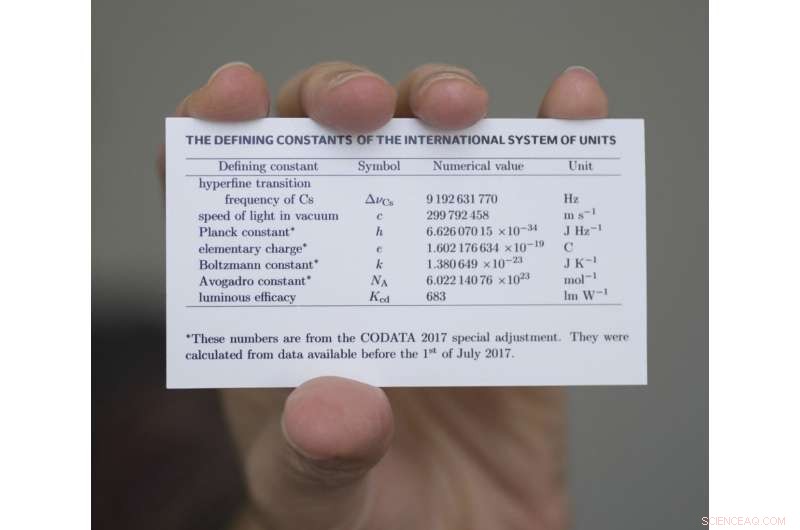 THE DEFINING CONSTANTS OF THE INTERNATIONAL SYSTEM OF UNITS
Defining constant Symbol Numerical value Unit
hyperfine transition
frequency of Cs Δν_Cs 9 192 631 770 Hz
speed of light in vacuum c 299 792 458 m s⁻¹
Planck constant* h 6.626 070 15 ×10⁻³⁴ J Hz⁻¹
elementary charge* e 1.602 176 634 ×10⁻¹⁹ C
Boltzmann constant* k 1.380 649 ×10⁻²³ J K⁻¹
Avogadro constant* N_A 6.022 140 76 ×10²³ mol⁻¹
luminous efficacy K_cd 683 lm W⁻¹
*These numbers are from the CODATA 2017 special adjustment. They were
calculated from data available before the 1ˢᵗ of July 2017.
SCIENCEAQ.COM